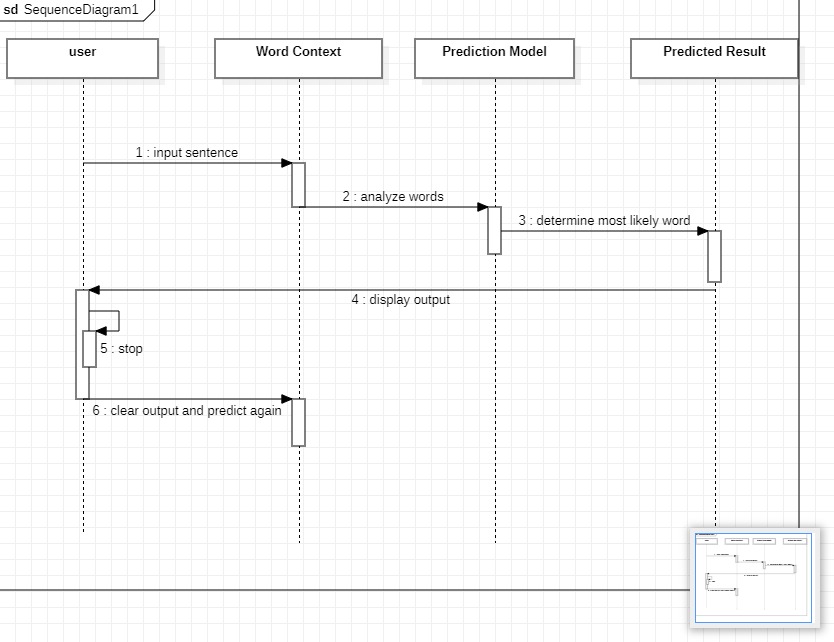 sd SequenceDiagram1
user
Word Context
Prediction Model
Predicted Result
1 : input sentence
2 : analyze words
3 : determine most likely word
4 : display output
5 : stop
6 : clear output and predict again